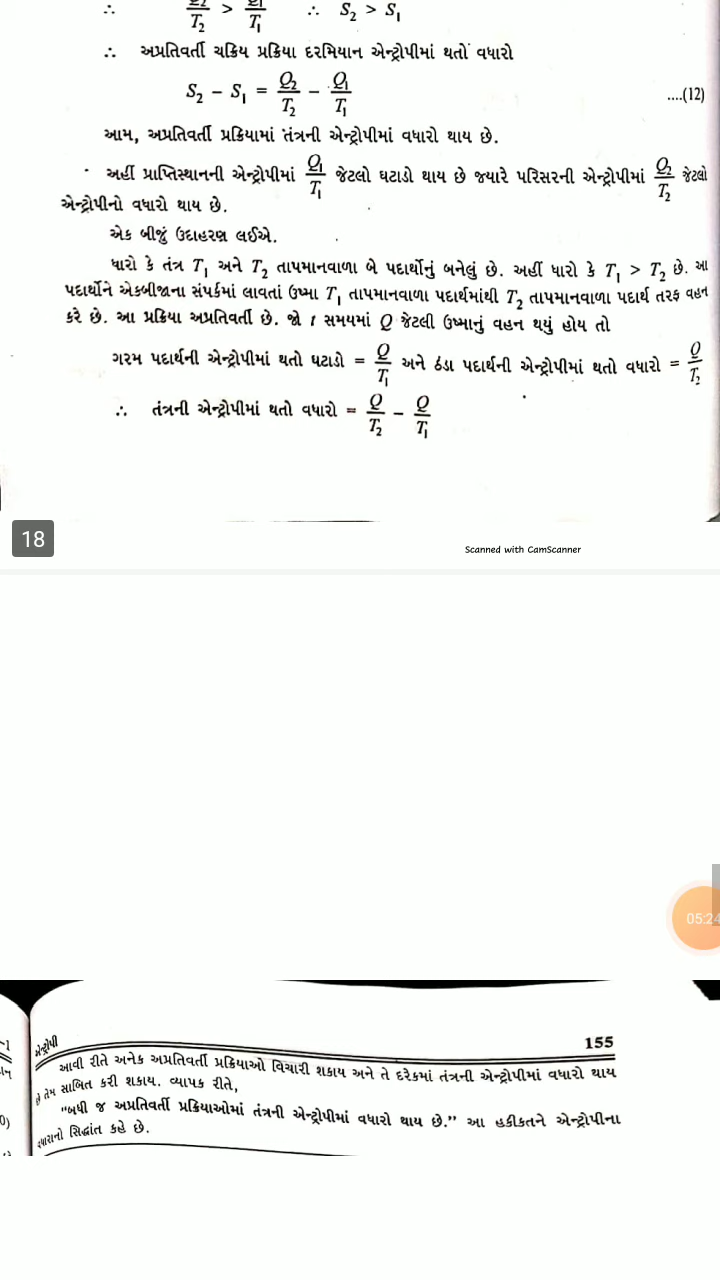 ∴ Q₂/T₂ > Q₁/T₁ ∴ S₂ > S₁
∴ અપ્રતિવર્તી ચક્રિય પ્રક્રિયા દરમિયાન એન્ટ્રોપીમાં થતો વધારો
S₂ – S₁ = Q₂/T₂ – Q₁/T₁ ....(12)
આમ, અપ્રતિવર્તી પ્રક્રિયામાં તંત્રની એન્ટ્રોપીમાં વધારો થાય છે.
અહીં પ્રાપ્તિસ્થાનની એન્ટ્રોપીમાં Q₁/T₁ જેટલો ઘટાડો થાય છે જ્યારે પરિસરની એન્ટ્રોપીમાં Q₂/T₂ જેટલો
એન્ટ્રોપીનો વધારો થાય છે.
એક બીજું ઉદાહરણ લઈએ.
ધારો કે તંત્ર T₁ અને T₂ તાપમાનવાળા બે પદાર્થોનું બનેલું છે. અહીં ધારો કે T₁ > T₂ છે. આ
પદાર્થોને એકબીજાના સંપર્કમાં લાવતાં ઉષ્મા T₁ તાપમાનવાળા પદાર્થમાંથી T₂ તાપમાનવાળા પદાર્થ તરફ વહન
કરે છે. આ પ્રક્રિયા અપ્રતિવર્તી છે. જો t સમયમાં Q જેટલી ઉષ્માનું વહન થયું હોય તો
ગરમ પદાર્થની એન્ટ્રોપીમાં થતો ઘટાડો = Q/T₁ અને ઠંડા પદાર્થની એન્ટ્રોપીમાં થતો વધારો = Q/T₂
∴ તંત્રની એન્ટ્રોપીમાં થતો વધારો = Q/T₂ – Q/T₁
18
Scanned with CamScanner
05:24
એન્ટ્રોપી 155
આવી રીતે અનેક અપ્રતિવર્તી પ્રક્રિયાઓ વિચારી શકાય અને તે દરેકમાં તંત્રની એન્ટ્રોપીમાં વધારો થાય
છે તેમ સાબિત કરી શકાય. વ્યાપક રીતે,
“બધી જ અપ્રતિવર્તી પ્રક્રિયાઓમાં તંત્રની એન્ટ્રોપીમાં વધારો થાય છે.” આ હકીકતને એન્ટ્રોપીના
વધારાનો સિદ્ધાંત કહે છે.